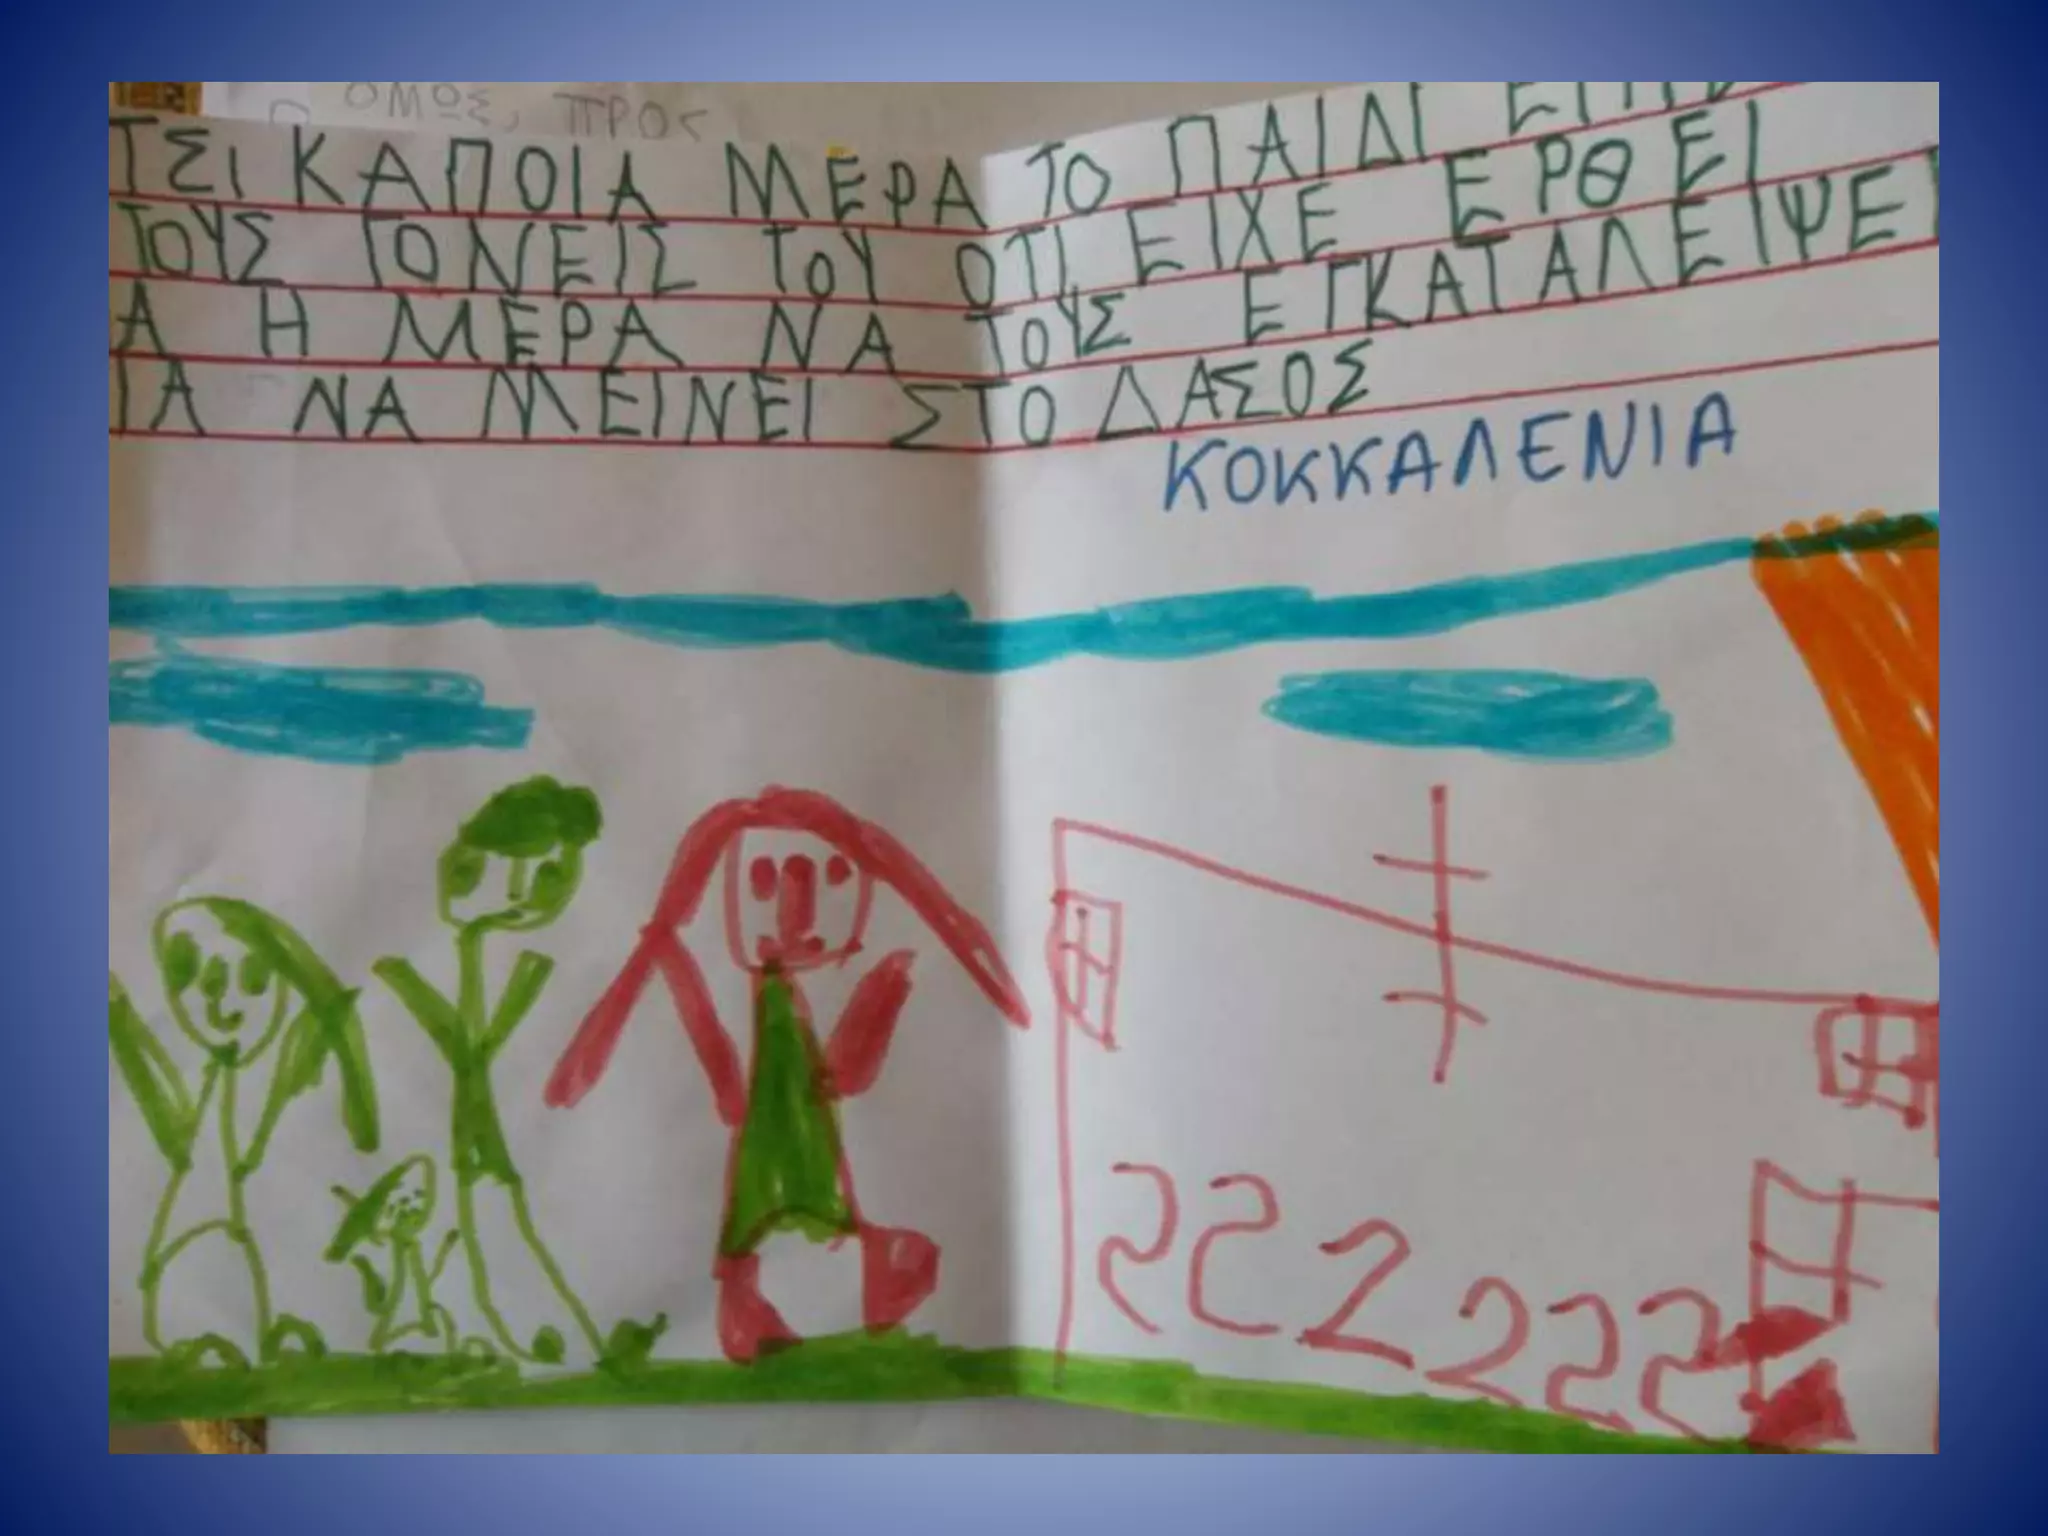 ΟΜΩΣ, ΠΡΟΣ
ΤΣΙ ΚΑΠΟΙΑ ΜΕΡΑ ΤΟ ΠΑΙΔΙ
ΤΟΥΣ ΓΟΝΕΙΣ ΤΟΥ ΟΤΙ ΕΙΧΕ ΕΡΘΕΙ
Α Η ΜΕΡΑ ΝΑ ΤΟΥΣ ΕΓΚΑΤΑΛΕΙΨΕΙ
ΙΑ ΝΑ ΜΕΙΝΕΙ ΣΤΟ ΔΑΣΟΣ
ΚΟΚΚΑΛΕΝΙΑ